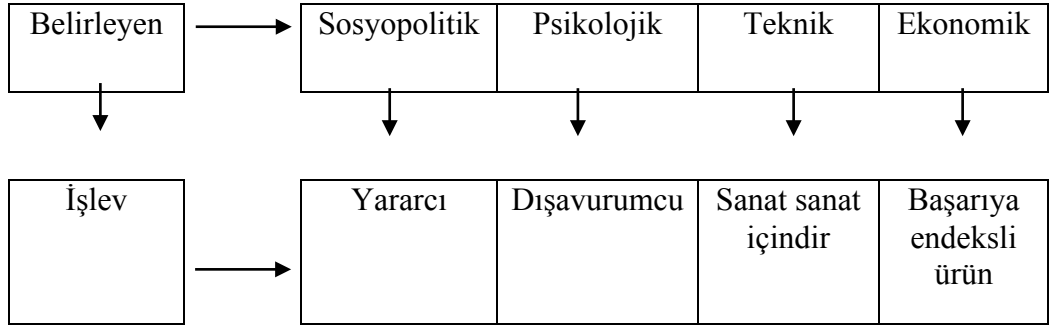 Belirleyen Sosyopolitik Psikolojik Teknik Ekonomik
İşlev Yararcı Dışavurumcu Sanat sanat Başarıya
içindir endeksli
ürün